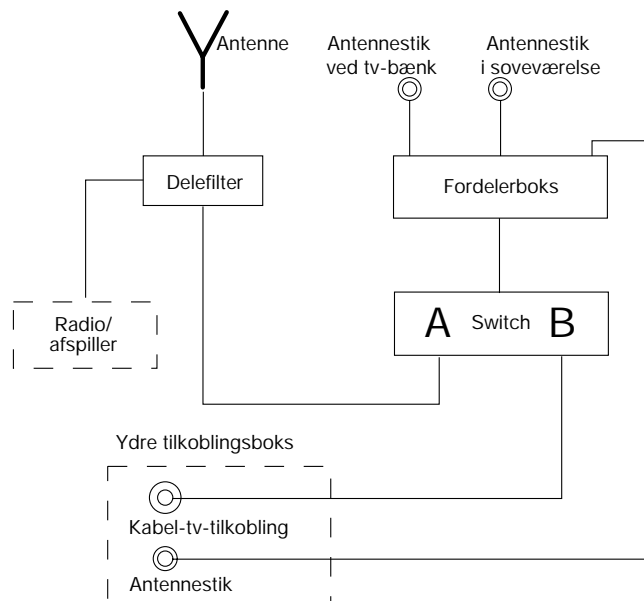 Antenne
Antennestik
ved tv-bænk
Antennestik
i soveværelse
Delefilter
Fordelerboks
Radio/
afspiller
A Switch B
Ydre tilkoblingsboks
Kabel-tv-tilkobling
Antennestik